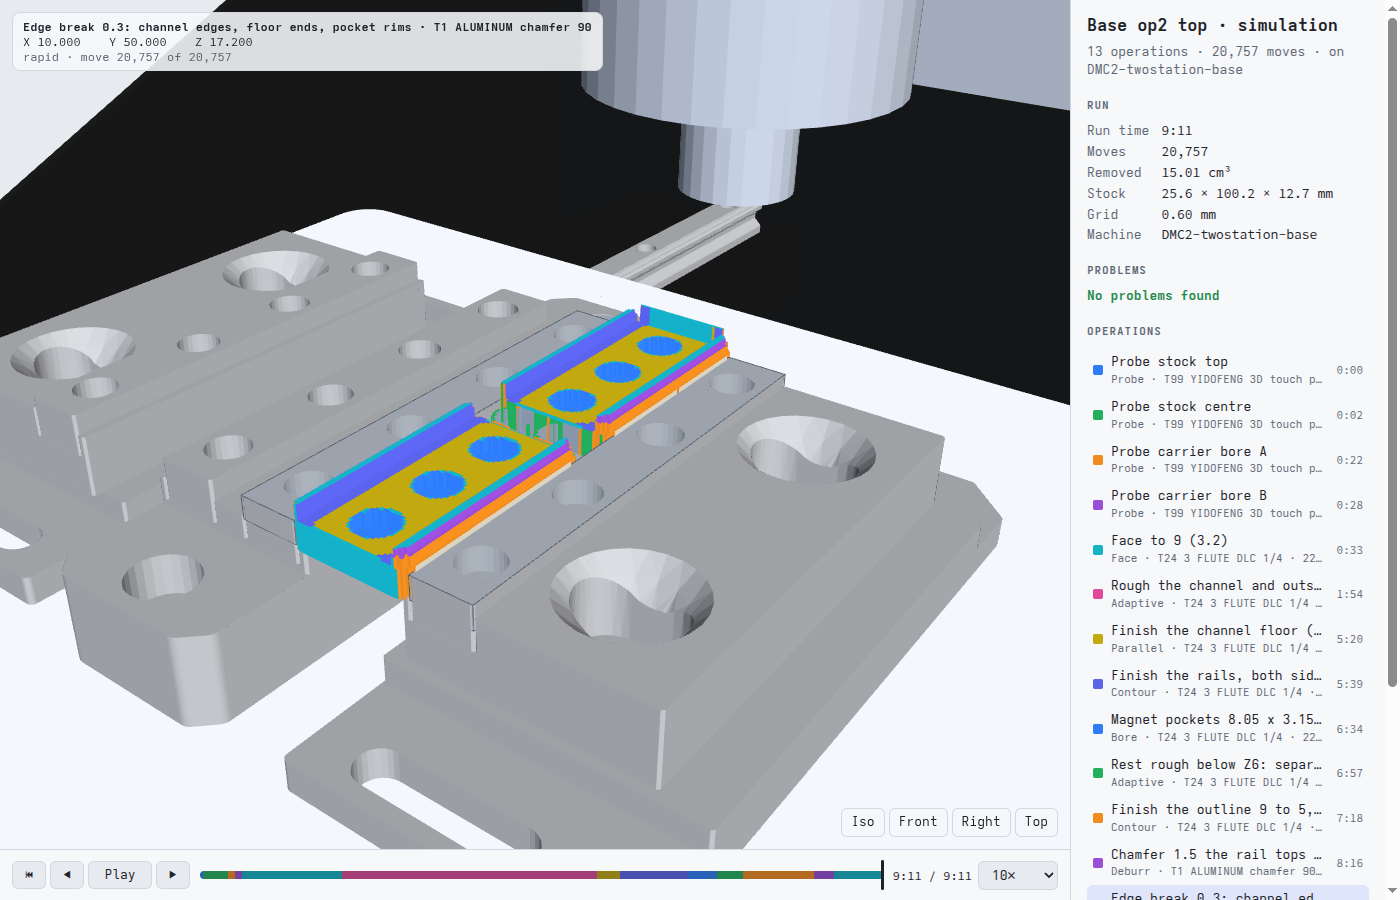 Edge break 0.3: channel edges, floor ends, pocket rims · T1 ALUMINUM chamfer 90
X 10.000 Y 50.000 Z 17.200
rapid · move 20,757 of 20,757
Iso Front Right Top
Play
9:11 / 9:11
10×
Base op2 top · simulation
13 operations · 20,757 moves · on
DMC2-twostation-base
RUN
Run time 9:11
Moves 20,757
Removed 15.01 cm³
Stock 25.6 × 100.2 × 12.7 mm
Grid 0.60 mm
Machine DMC2-twostation-base
PROBLEMS
No problems found
OPERATIONS
Probe stock top
Probe · T99 YIDOFENG 3D touch p… 0:00
Probe stock centre
Probe · T99 YIDOFENG 3D touch p… 0:02
Probe carrier bore A
Probe · T99 YIDOFENG 3D touch p… 0:22
Probe carrier bore B
Probe · T99 YIDOFENG 3D touch p… 0:28
Face to 9 (3.2)
Face · T24 3 FLUTE DLC 1/4 · 22… 0:33
Rough the channel and outs…
Adaptive · T24 3 FLUTE DLC 1/4 … 1:54
Finish the channel floor (…
Parallel · T24 3 FLUTE DLC 1/4 … 5:20
Finish the rails, both sid…
Contour · T24 3 FLUTE DLC 1/4 ·… 5:39
Magnet pockets 8.05 x 3.15…
Bore · T24 3 FLUTE DLC 1/4 · 22… 6:34
Rest rough below Z6: separ…
Adaptive · T24 3 FLUTE DLC 1/4 … 6:57
Finish the outline 9 to 5,…
Contour · T24 3 FLUTE DLC 1/4 ·… 7:18
Chamfer 1.5 the rail tops …
Deburr · T1 ALUMINUM chamfer 90… 8:16
Edge break 0.3: channel ed…